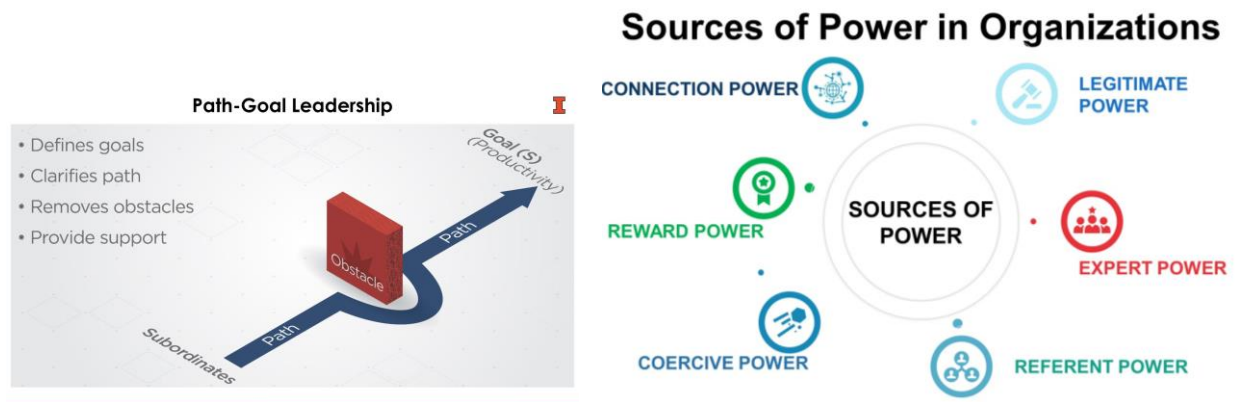 Path-Goal Leadership
I
• Defines goals
• Clarifies path
• Removes obstacles
• Provide support
Goal (S)
(Productivity)
Path
Obstacle
Path
Subordinates
Sources of Power in Organizations
CONNECTION POWER
LEGITIMATE
POWER
REWARD POWER
SOURCES OF
POWER
EXPERT POWER
COERCIVE POWER
REFERENT POWER